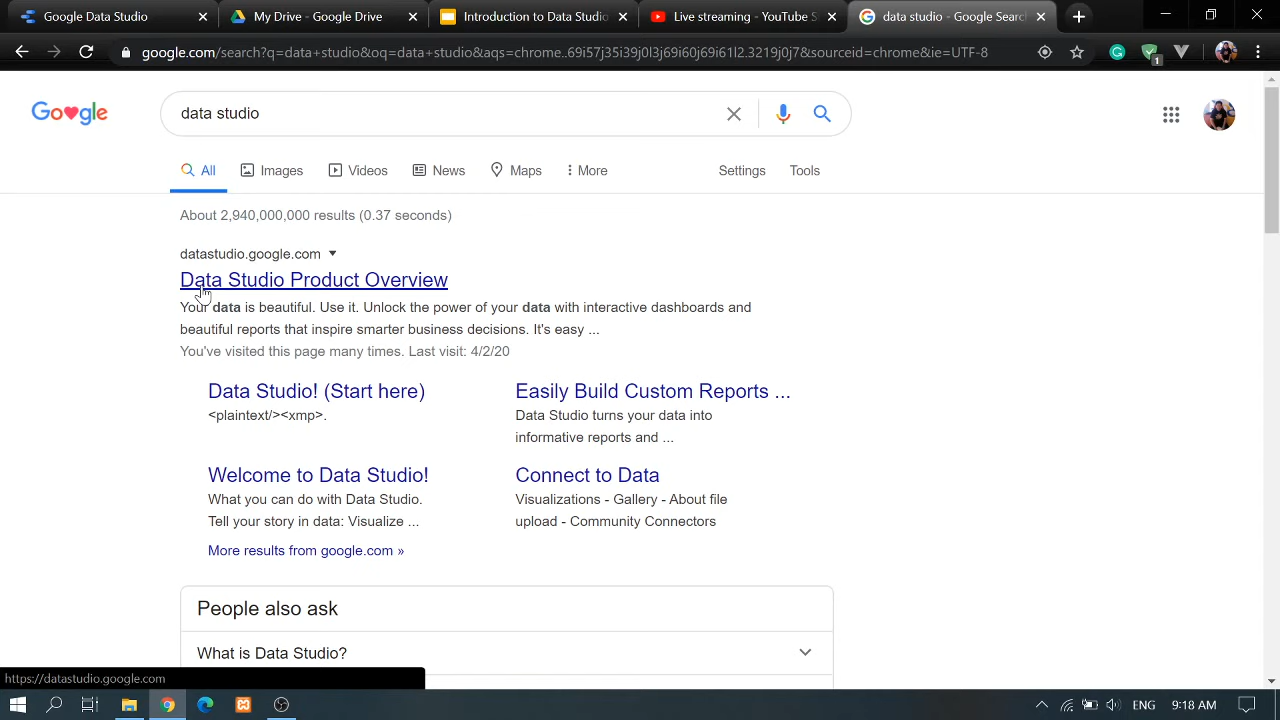 Google Data Studio
My Drive - Google Drive
Introduction to Data Studio
Live streaming - YouTube S
data studio - Google Search
google.com/search?q=data+studio&oq=data+studio&aqs=chrome..69i57j35i39j0l3j69i60j69i61l2.3219j0j7&sourceid=chrome&ie=UTF-8
1
Google
data studio
All
Images
Videos
News
Maps
More
Settings
Tools
About 2,940,000,000 results (0.37 seconds)
datastudio.google.com
Data Studio Product Overview
Your data is beautiful. Use it. Unlock the power of your data with interactive dashboards and
beautiful reports that inspire smarter business decisions. It's easy ...
You've visited this page many times. Last visit: 4/2/20
Data Studio! (Start here)
<plaintext/><xmp>.
Easily Build Custom Reports ...
Data Studio turns your data into
informative reports and ...
Welcome to Data Studio!
What you can do with Data Studio.
Tell your story in data: Visualize ...
Connect to Data
Visualizations - Gallery - About file
upload - Community Connectors
More results from google.com »
People also ask
What is Data Studio?
https://datastudio.google.com
ENG
9:18 AM